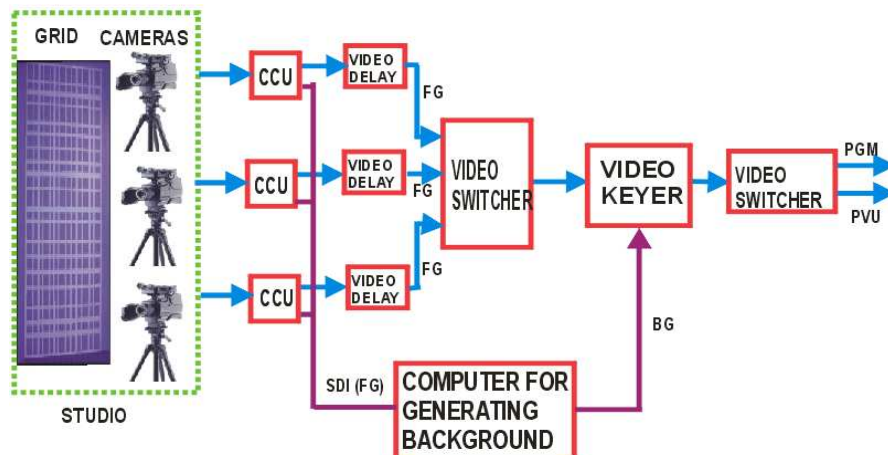 GRID
CAMERAS
CCU
VIDEO
DELAY
FG
CCU
VIDEO
DELAY
FG
CCU
VIDEO
DELAY
FG
VIDEO
SWITCHER
VIDEO
KEYER
VIDEO
SWITCHER
PGM
PVU
BG
SDI (FG)
COMPUTER FOR
GENERATING
BACKGROUND
STUDIO